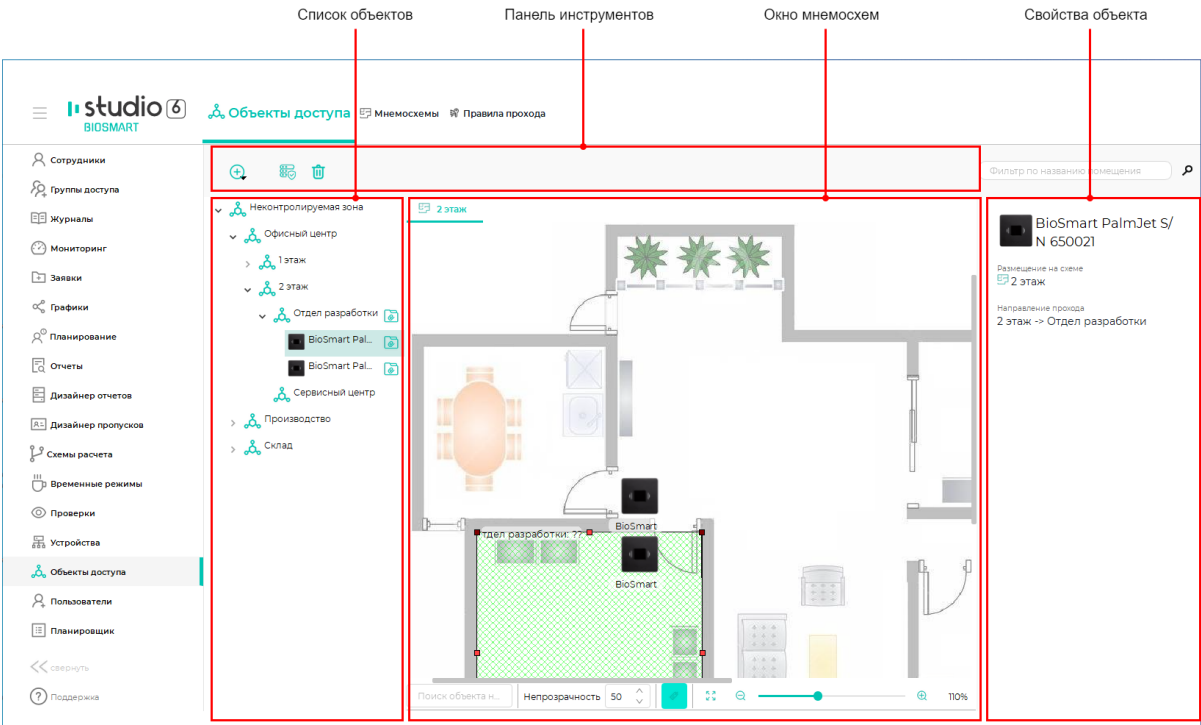 Список объектов
Панель инструментов
Окно мнемосхем
Свойства объекта
studio 6
BIOSMART
Объекты доступа
Мнемосхемы
Правила прохода
Сотрудники
Группы доступа
Журналы
Мониторинг
Заявки
Графики
Планирование
Отчеты
Дизайнер отчетов
Дизайнер пропусков
Схемы расчета
Временные режимы
Проверки
Устройства
Объекты доступа
Пользователи
Планировщик
свернуть
Поддержка
Фильтр по названию помещения
Неконтролируемая зона
Офисный центр
1 этаж
2 этаж
Отдел разработки
BioSmart Pal...
BioSmart Pal...
Сервисный центр
Производство
Склад
2 этаж
BioSmart
тдел разработки: ??
BioSmart
Поиск объекта н...
Непрозрачность 50
110%
BioSmart PalmJet S/
N 650021
Размещение на схеме
2 этаж
Направление прохода
2 этаж -> Отдел разработки